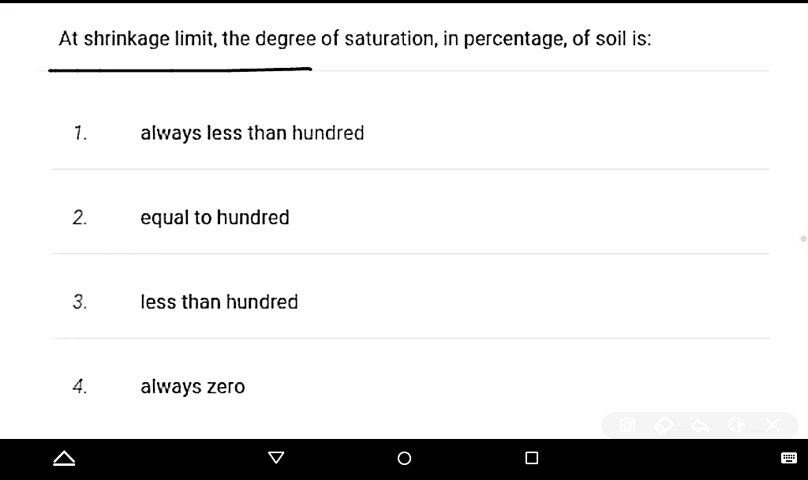 At shrinkage limit, the degree of saturation, in percentage, of soil is:
1. always less than hundred
2. equal to hundred
3. less than hundred
4. always zero